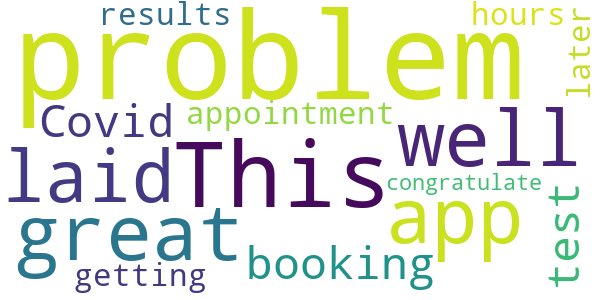 results
hours
later
problem
Covid
appointment
well
laid
This
congratulate
great
app
test
booking
getting